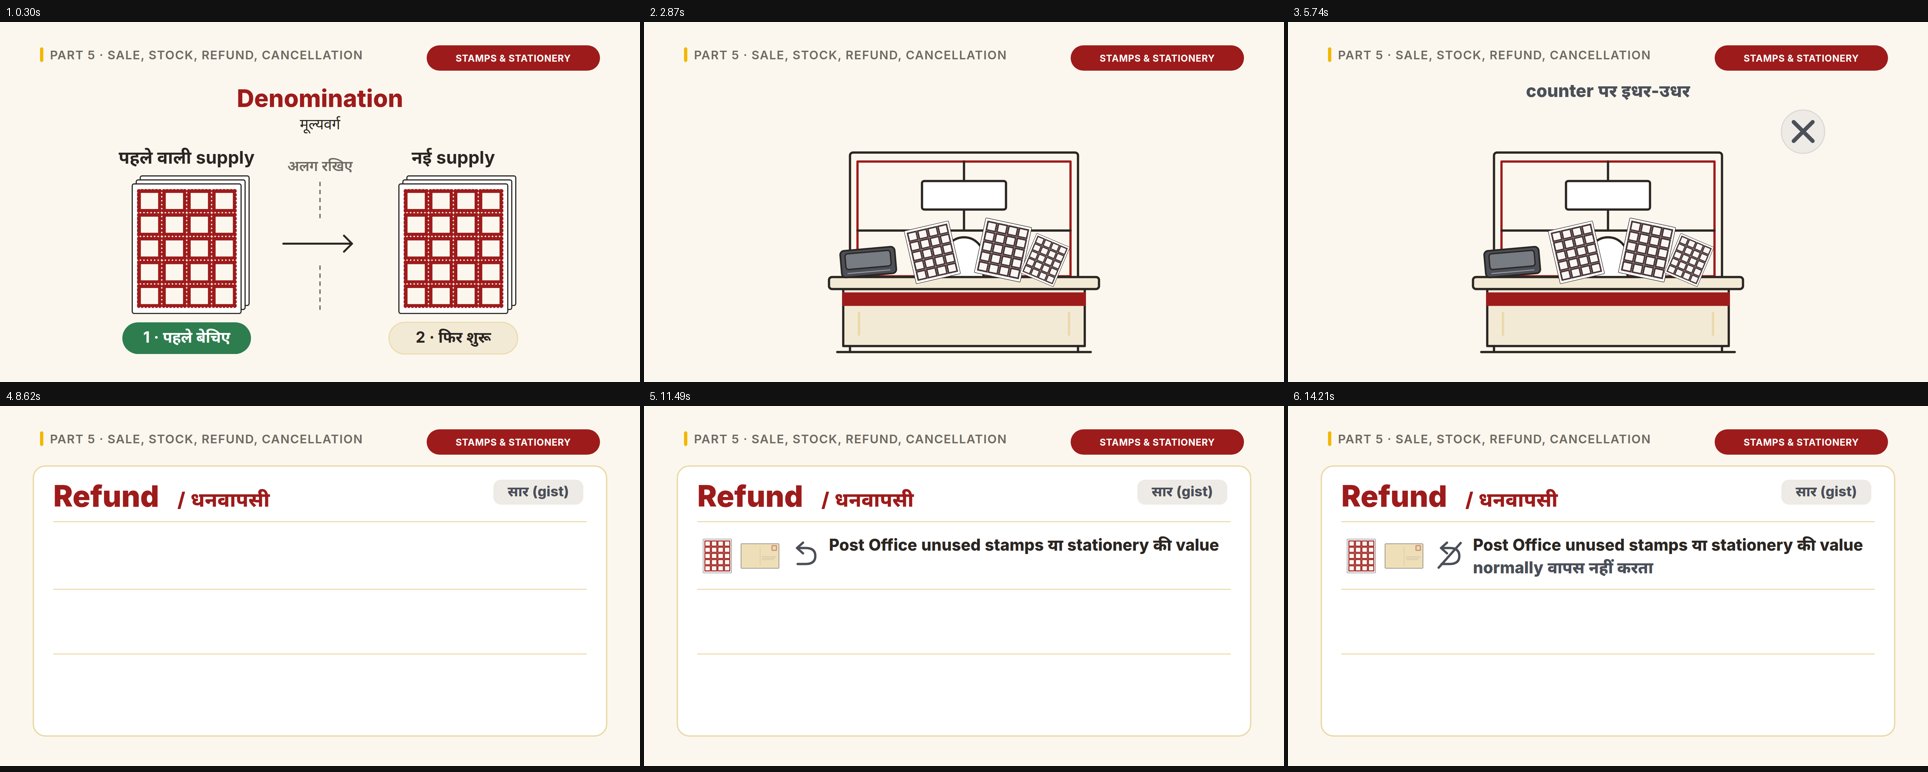 1. 0.30s
PART 5 · SALE, STOCK, REFUND, CANCELLATION
STAMPS & STATIONERY
Denomination
मूल्यवर्ग
पहले वाली supply
अलग रखिए
नई supply
1 · पहले बेचिए
2 · फिर शुरू
2. 2.87s
PART 5 · SALE, STOCK, REFUND, CANCELLATION
STAMPS & STATIONERY
3. 5.74s
PART 5 · SALE, STOCK, REFUND, CANCELLATION
STAMPS & STATIONERY
counter पर इधर-उधर
4. 8.62s
PART 5 · SALE, STOCK, REFUND, CANCELLATION
STAMPS & STATIONERY
Refund / धनवापसी
सार (gist)
5. 11.49s
PART 5 · SALE, STOCK, REFUND, CANCELLATION
STAMPS & STATIONERY
Refund / धनवापसी
सार (gist)
Post Office unused stamps या stationery की value
6. 14.21s
PART 5 · SALE, STOCK, REFUND, CANCELLATION
STAMPS & STATIONERY
Refund / धनवापसी
सार (gist)
Post Office unused stamps या stationery की value
normally वापस नहीं करता